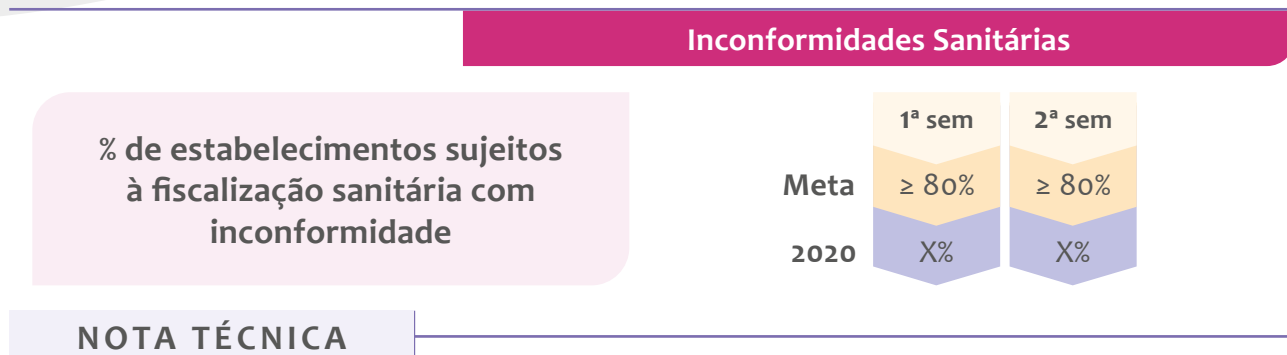 Inconformidades Sanitárias
% de estabelecimentos sujeitos
à fiscalização sanitária com
inconformidade
1ª sem 2ª sem
Meta ≥ 80% ≥ 80%
2020 X% X%
NOTA TÉCNICA